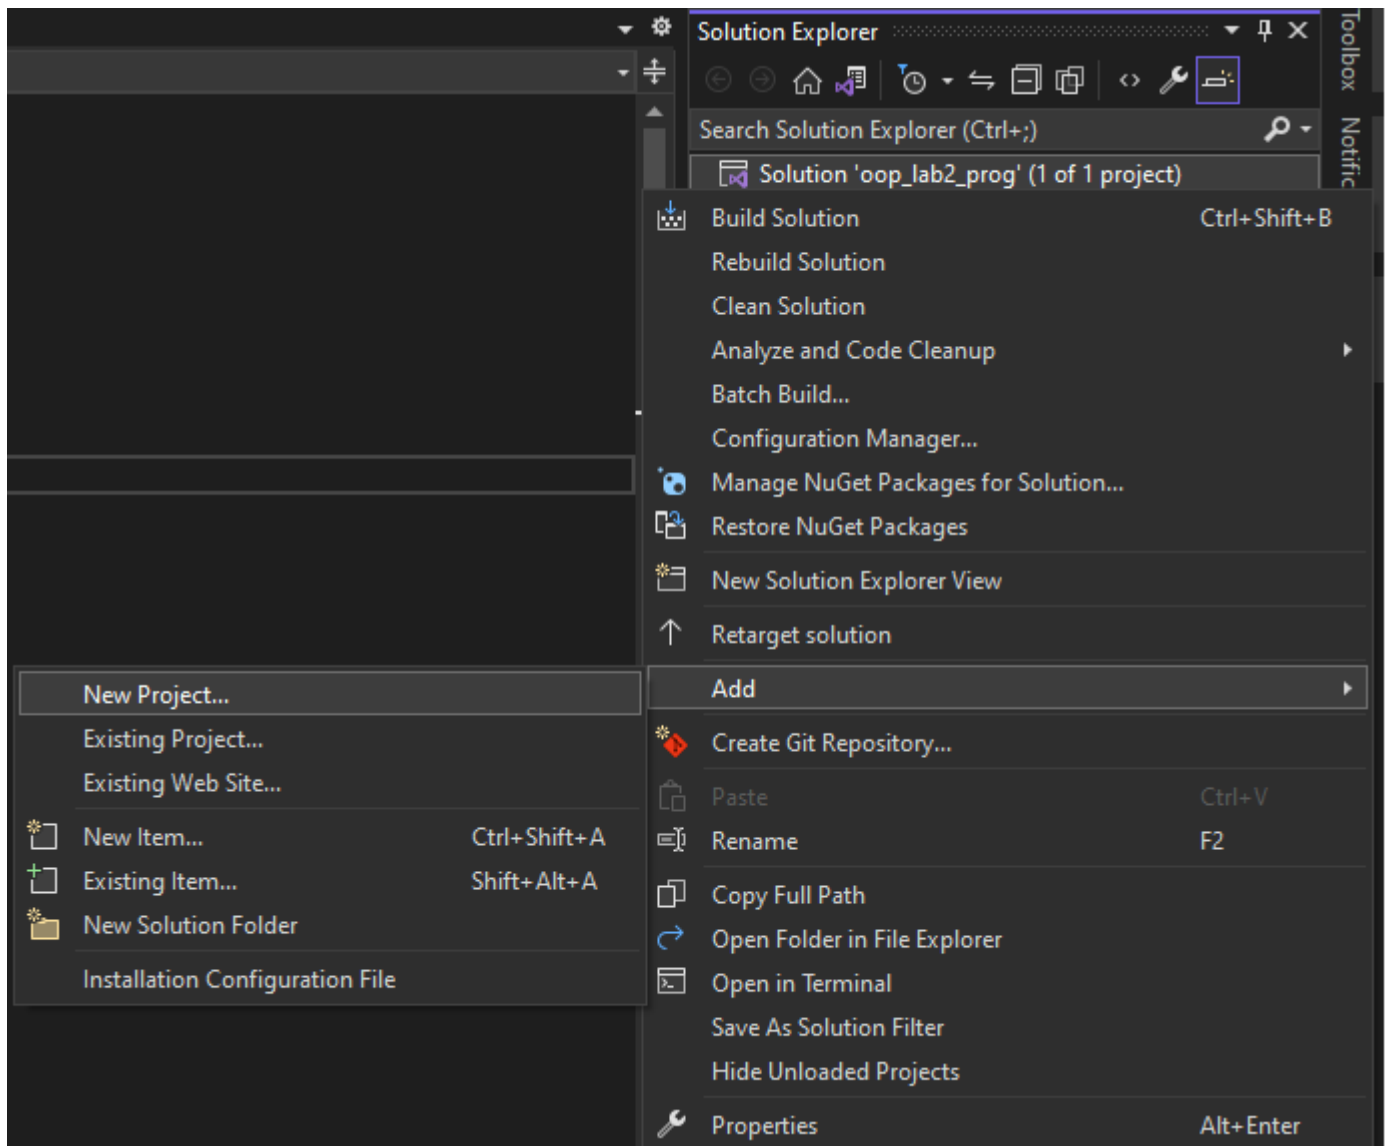 Solution Explorer
Search Solution Explorer (Ctrl+;)
Solution 'oop_lab2_prog' (1 of 1 project)
Build Solution Ctrl+Shift+B
Rebuild Solution
Clean Solution
Analyze and Code Cleanup
Batch Build...
Configuration Manager...
Manage NuGet Packages for Solution...
Restore NuGet Packages
New Solution Explorer View
Retarget solution
Add
Create Git Repository...
Paste Ctrl+V
Rename F2
Copy Full Path
Open Folder in File Explorer
Open in Terminal
Save As Solution Filter
Hide Unloaded Projects
Properties Alt+Enter
New Project...
Existing Project...
Existing Web Site...
New Item... Ctrl+Shift+A
Existing Item... Shift+Alt+A
New Solution Folder
Installation Configuration File
Toolbox
Notific